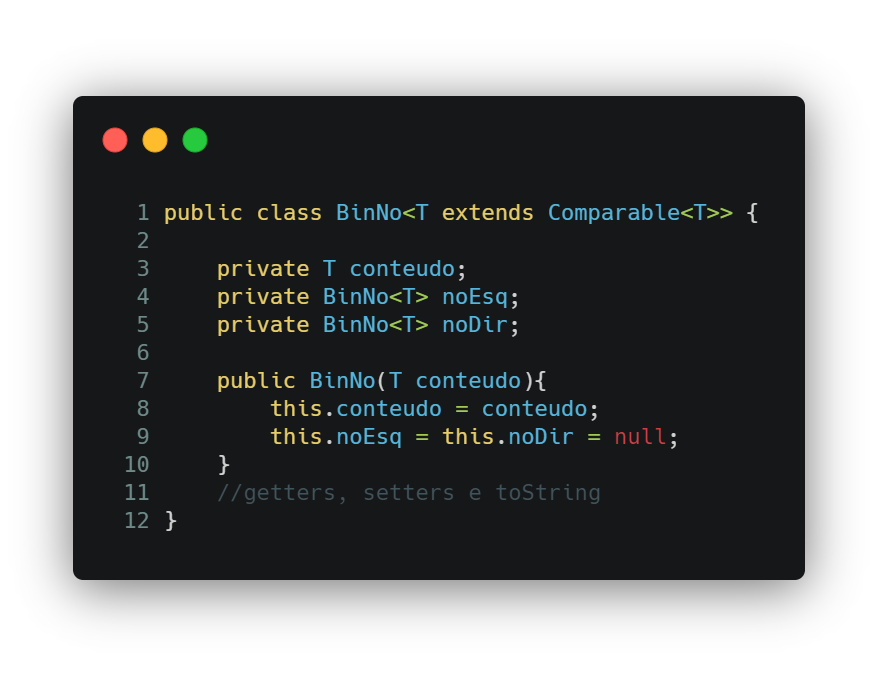 1 public class BinNo<T extends Comparable<T>> {
2
3     private T conteudo;
4     private BinNo<T> noEsq;
5     private BinNo<T> noDir;
6
7     public BinNo(T conteudo){
8         this.conteudo = conteudo;
9         this.noEsq = this.noDir = null;
10     }
11     //getters, setters e toString
12 }